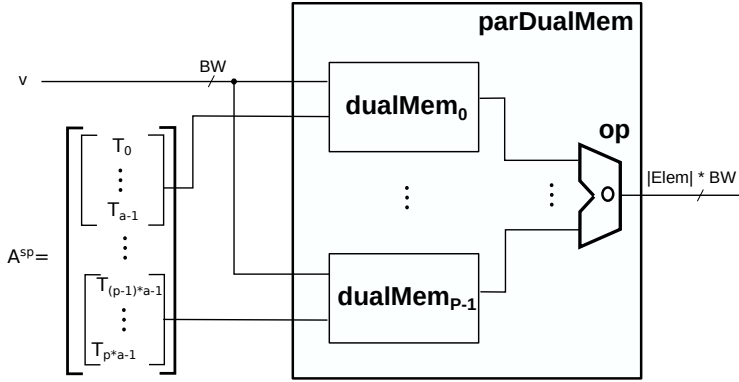 parDualMem
v
BW
dualMem0
op
T0
⋮
Ta-1
⋮
⋮
⋮
O
|Elem| * BW
Asp=
T(p-1)*a-1
⋮
Tp*a-1
dualMemP-1